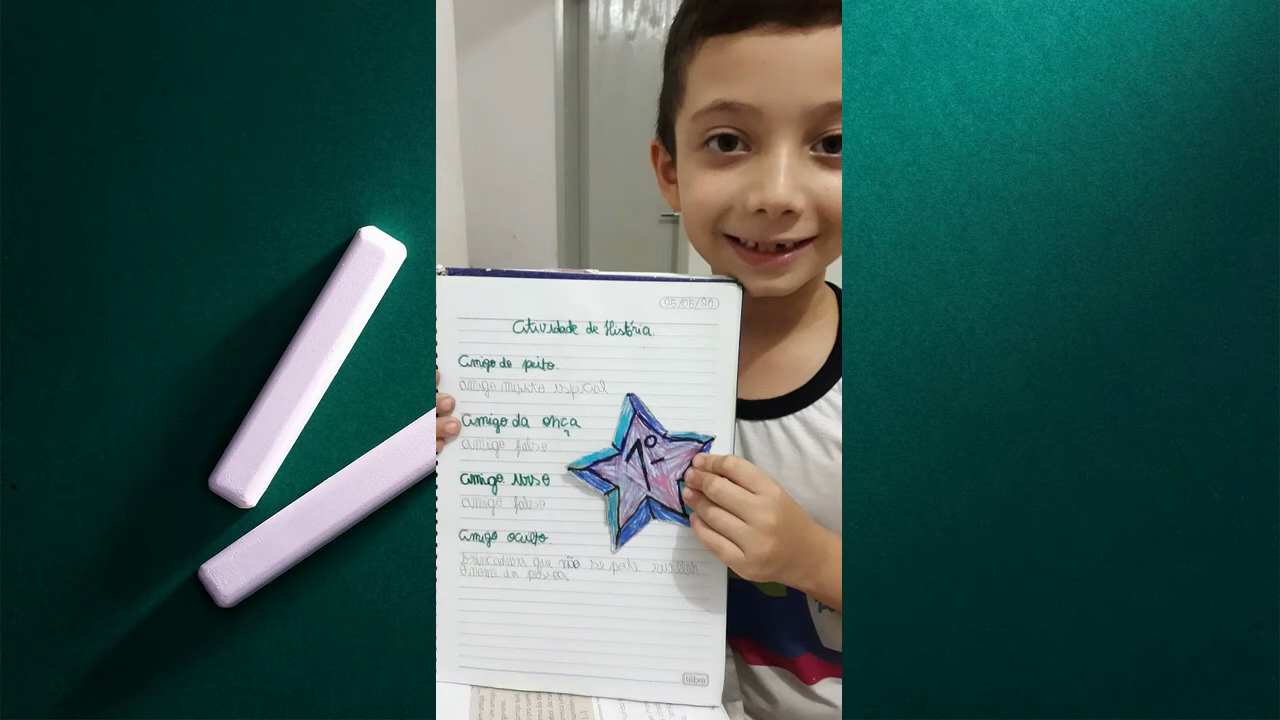 05/05/20
Atividade de História.
Amigo do peito.
amigo muito especial
Amigo da onça
amigo falso
Amigo urso
amigo falso
Amigo oculto.
brincadeira que não se pode revelar
o nome da pessoa
1º
tilibra